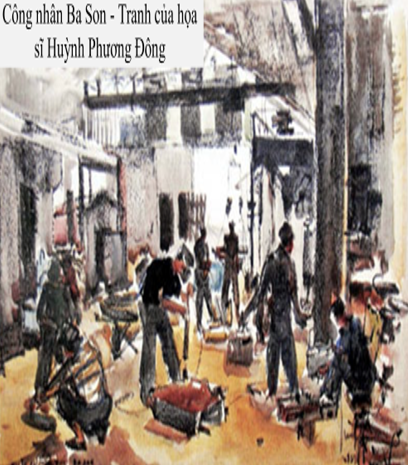 Công nhân Ba Son - Tranh của họa
sĩ Huỳnh Phương Đông